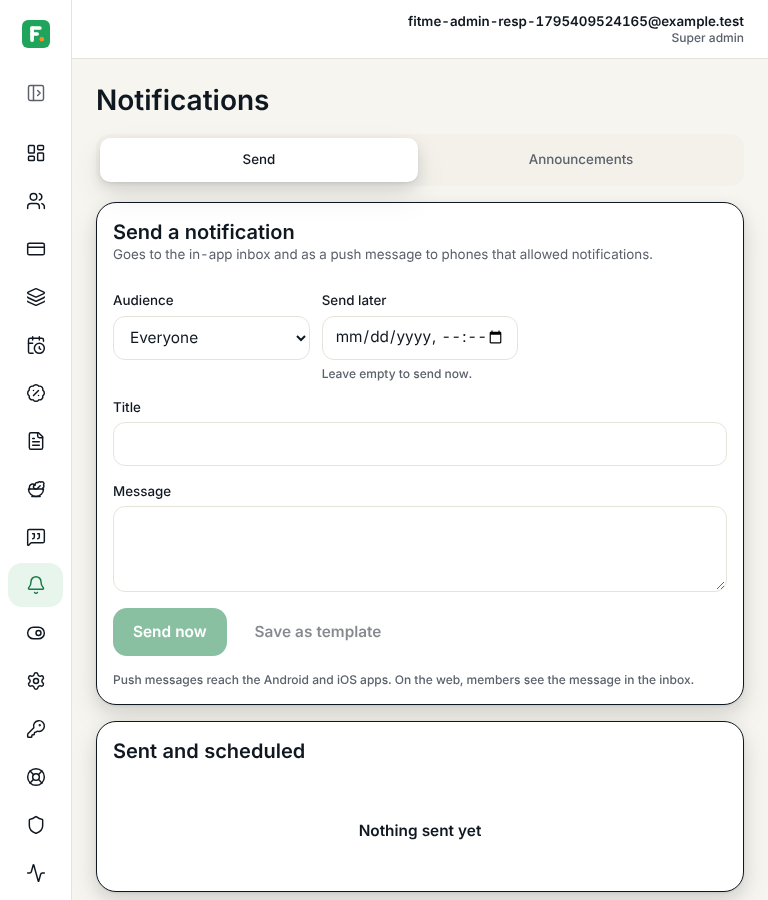 fitme-admin-resp-1795409524165@example.test
Super admin
F.
Notifications
Send
Announcements
Send a notification
Goes to the in-app inbox and as a push message to phones that allowed notifications.
Audience
Send later
Everyone
mm/dd/yyyy, --:--
Leave empty to send now.
Title
Message
Send now
Save as template
Push messages reach the Android and iOS apps. On the web, members see the message in the inbox.
Sent and scheduled
Nothing sent yet